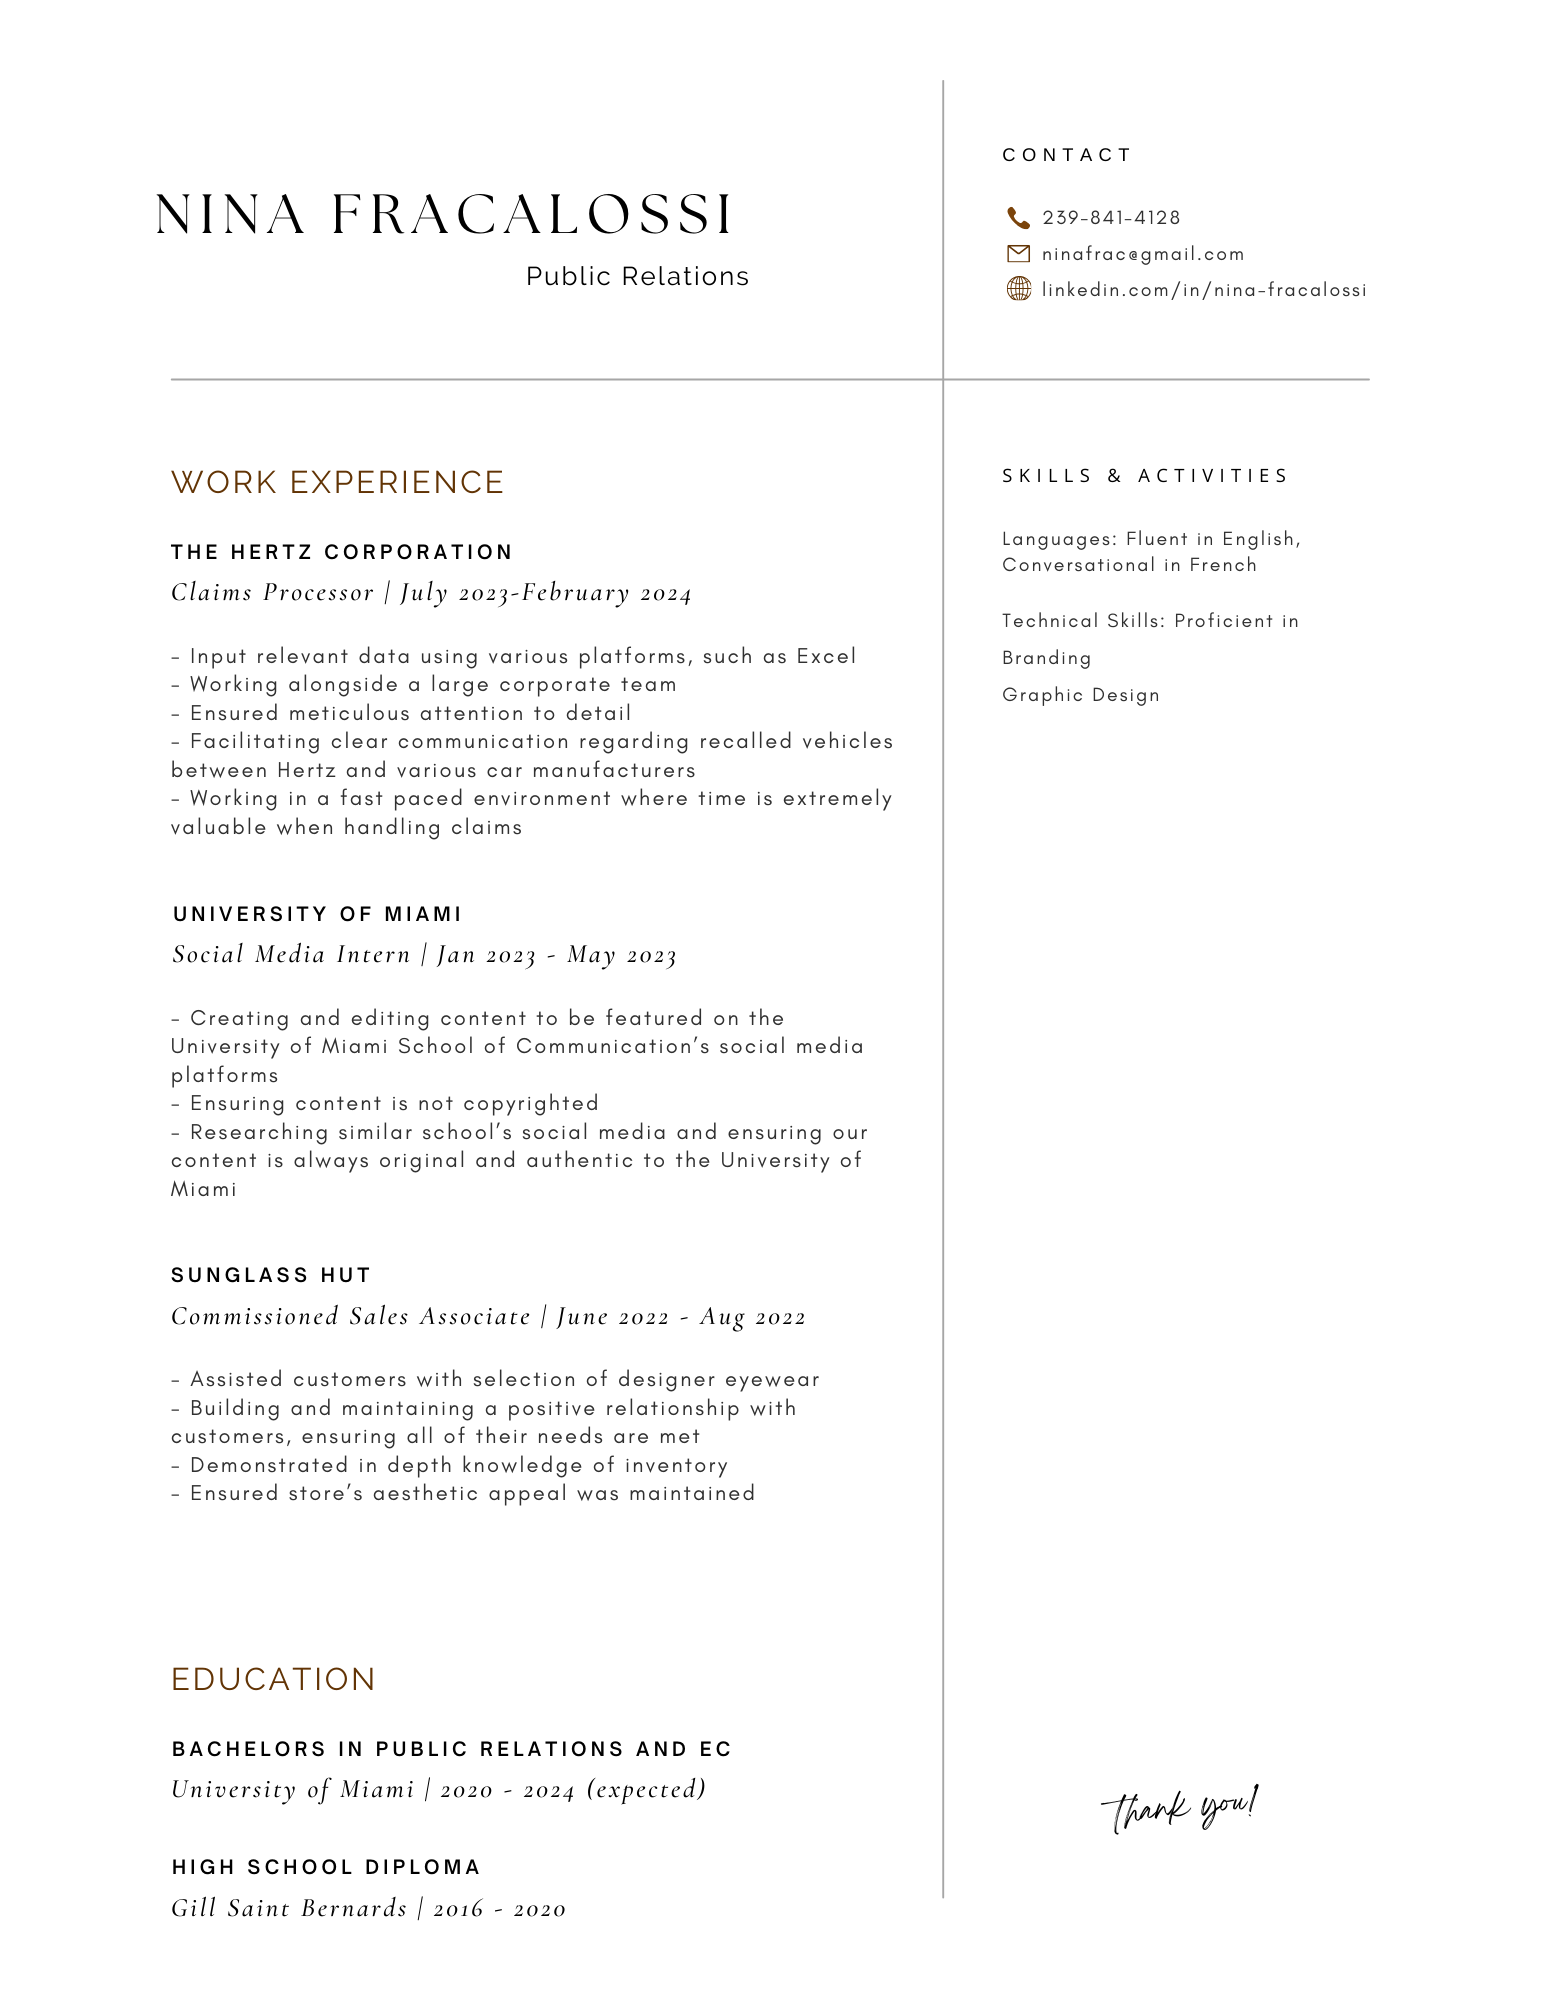 NINA FRACALOSSI
Public Relations
CONTACT
239-841-4128
ninafrac@gmail.com
linkedin.com/in/nina-fracalossi
WORK EXPERIENCE
THE HERTZ CORPORATION
Claims Processor | July 2023-February 2024
- Input relevant data using various platforms, such as Excel
- Working alongside a large corporate team
- Ensured meticulous attention to detail
- Facilitating clear communication regarding recalled vehicles
between Hertz and various car manufacturers
- Working in a fast paced environment where time is extremely
valuable when handling claims
UNIVERSITY OF MIAMI
Social Media Intern | Jan 2023 - May 2023
- Creating and editing content to be featured on the
University of Miami School of Communication's social media
platforms
- Ensuring content is not copyrighted
- Researching similar school's social media and ensuring our
content is always original and authentic to the University of
Miami
SUNGLASS HUT
Commissioned Sales Associate | June 2022 - Aug 2022
- Assisted customers with selection of designer eyewear
- Building and maintaining a positive relationship with
customers, ensuring all of their needs are met
- Demonstrated in depth knowledge of inventory
- Ensured store's aesthetic appeal was maintained
EDUCATION
BACHELORS IN PUBLIC RELATIONS AND EC
University of Miami | 2020 - 2024 (expected)
HIGH SCHOOL DIPLOMA
Gill Saint Bernards | 2016 - 2020
SKILLS & ACTIVITIES
Languages: Fluent in English,
Conversational in French
Technical Skills: Proficient in
Branding
Graphic Design
thank you!